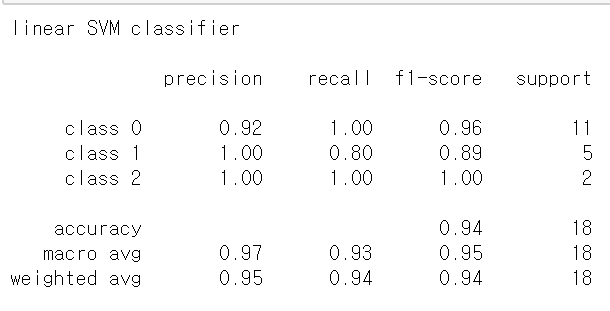 linear SVM classifier
precision recall f1-score support
class 0 0.92 1.00 0.96 11
class 1 1.00 0.80 0.89 5
class 2 1.00 1.00 1.00 2
accuracy 0.94 18
macro avg 0.97 0.93 0.95 18
weighted avg 0.95 0.94 0.94 18